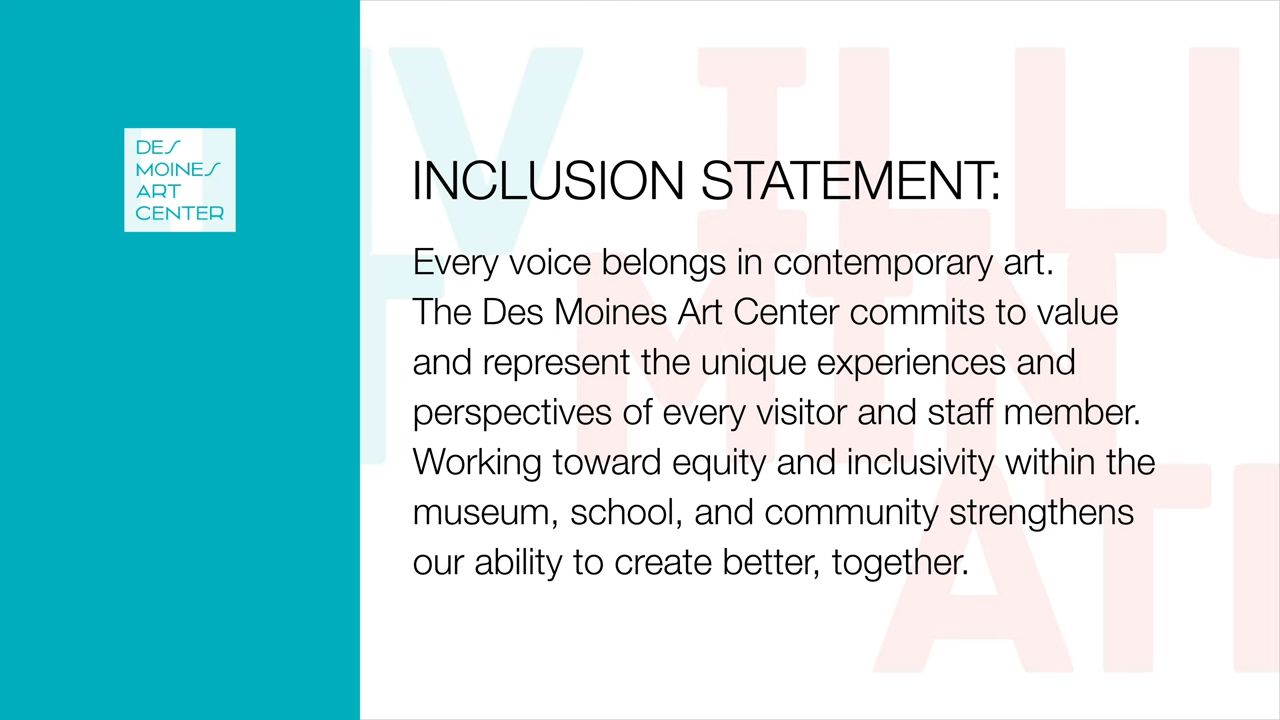 DES
MOINES
ART
CENTER
INCLUSION STATEMENT:
Every voice belongs in contemporary art.
The Des Moines Art Center commits to value
and represent the unique experiences and
perspectives of every visitor and staff member.
Working toward equity and inclusivity within the
museum, school, and community strengthens
our ability to create better, together.